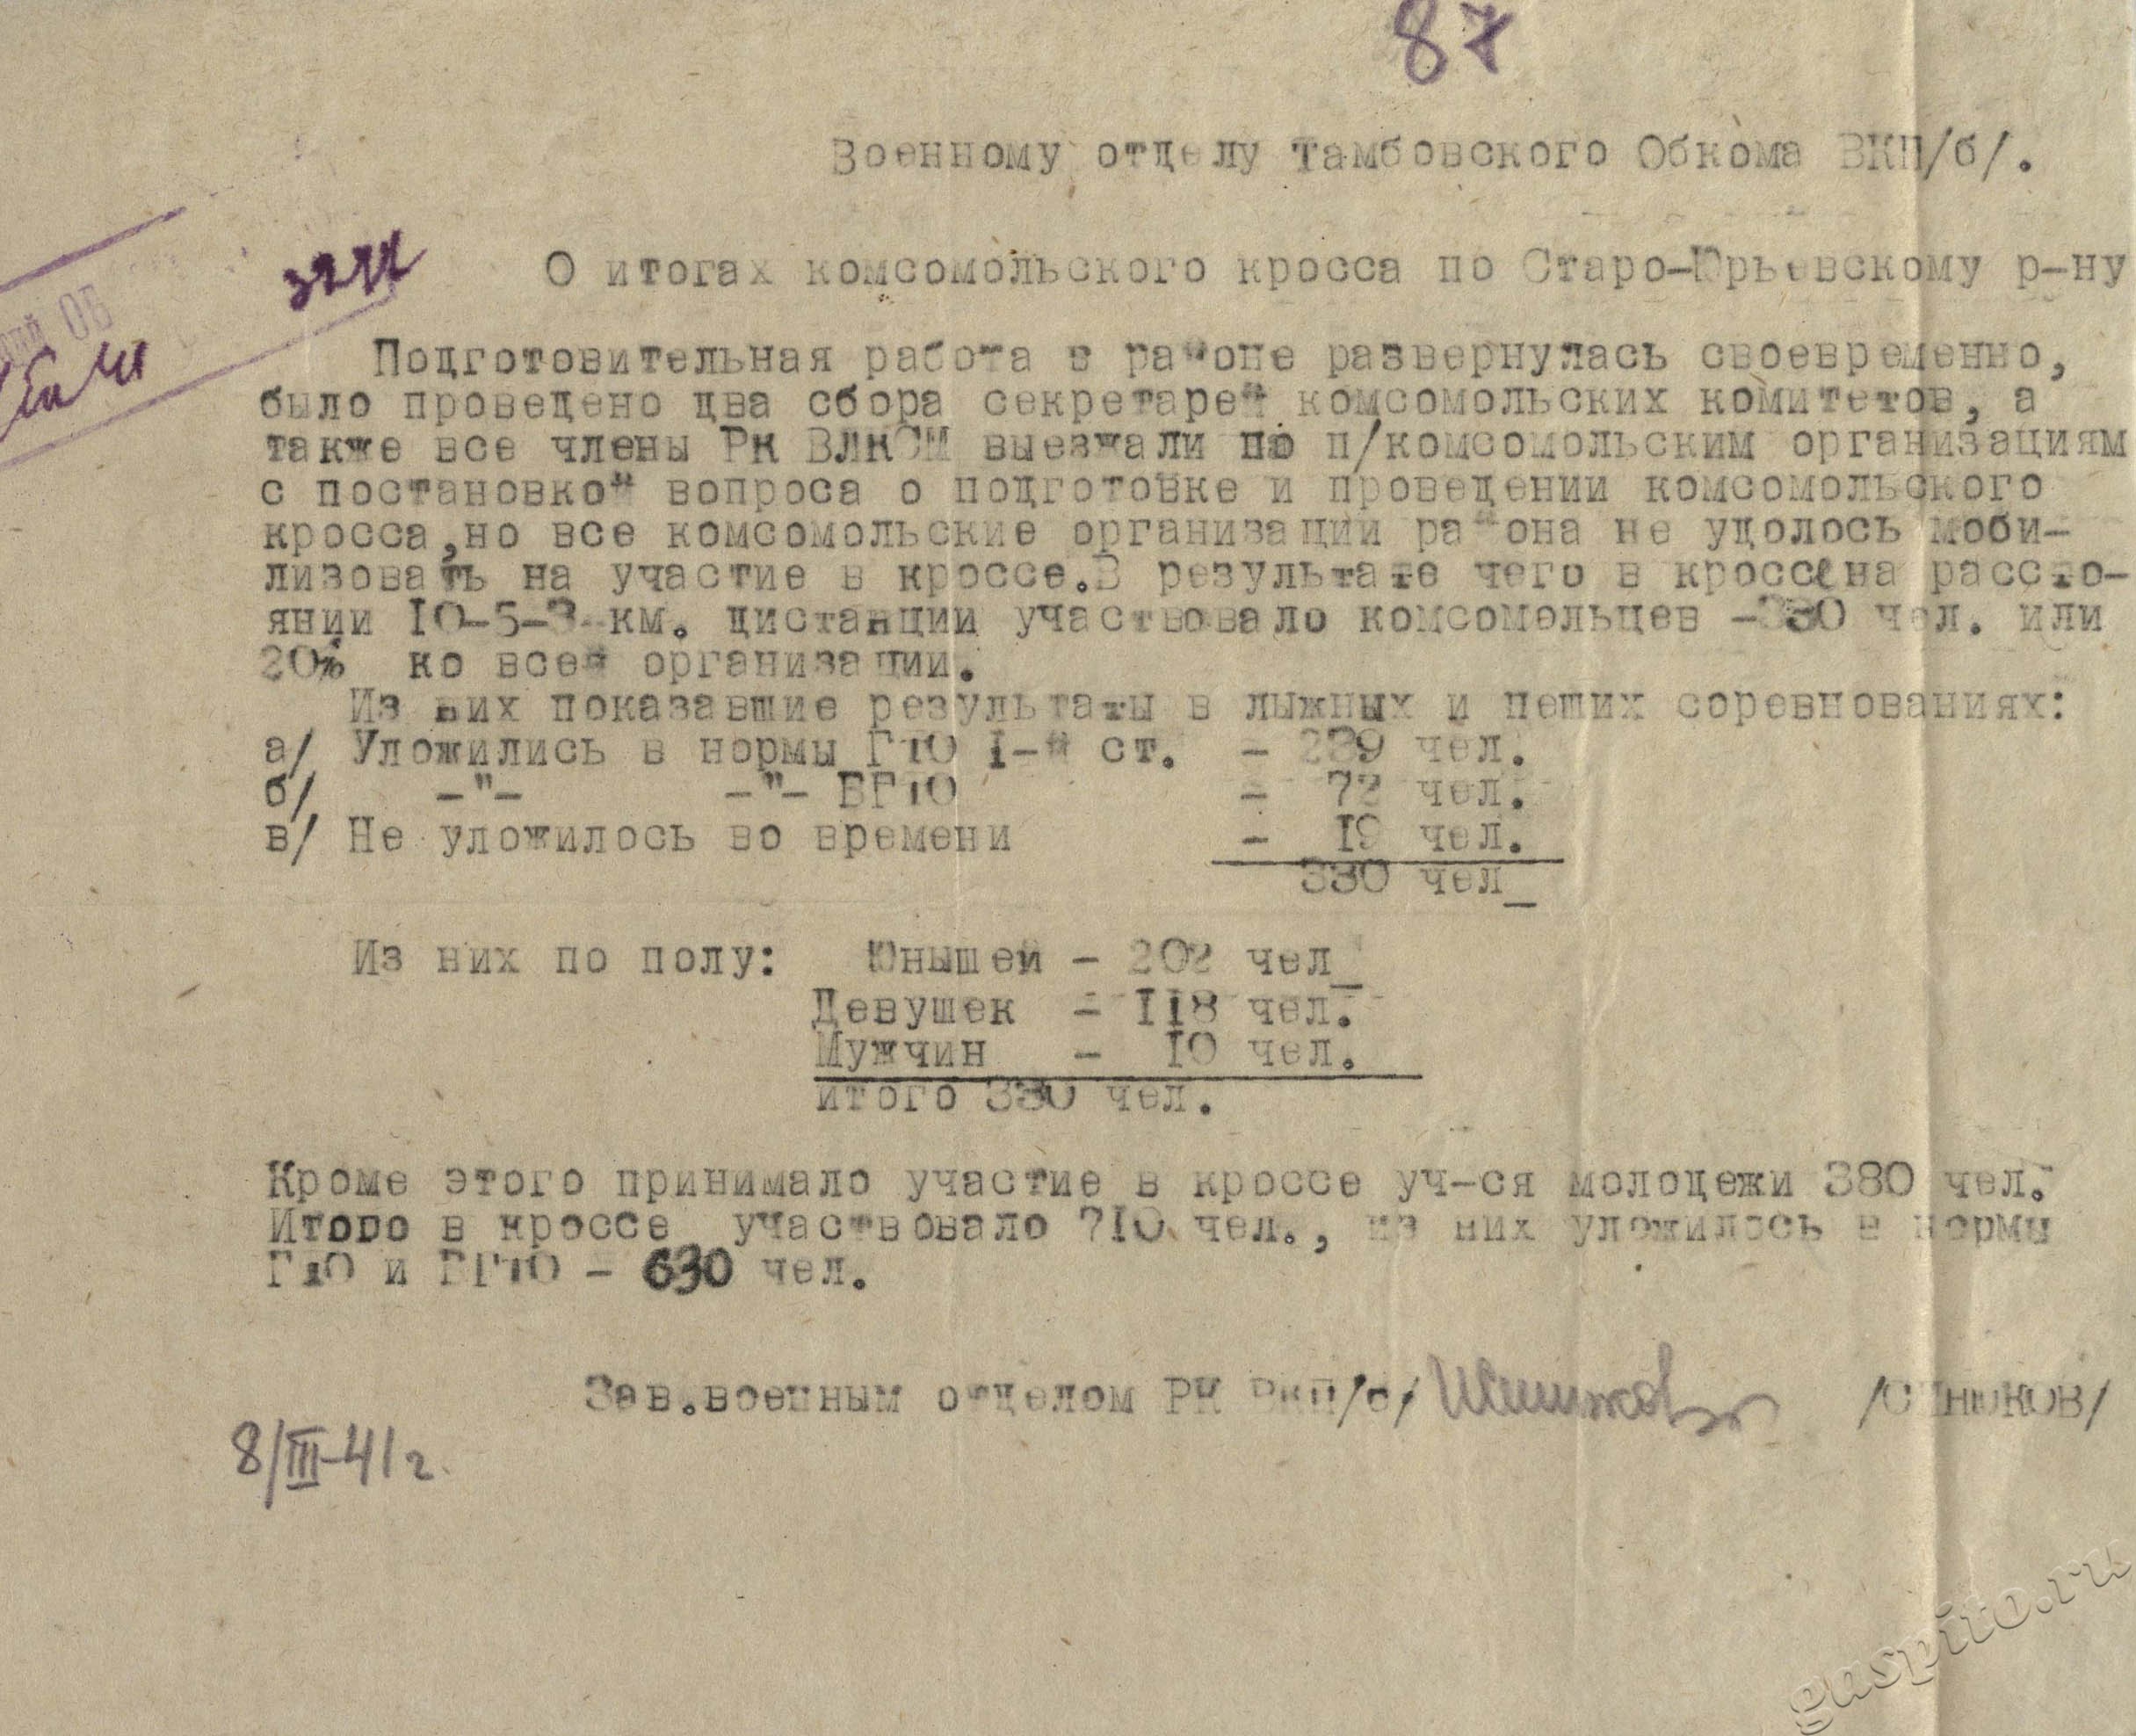 87
Военному отделу Тамбовского Обкома ВКП/б/.
О итогах комсомольского кросса по Старо-Юрьевскому р-ну
Подготовительная работа в районе развернулась своевременно,
было проведено два сбора секретарей комсомольских комитетов, а
также все члены РК ВЛКСМ выезжали по п/комсомольским организациям
с постановкой вопроса о подготовке и проведении комсомольского
кросса,но все комсомольские организации района не удолось моби-
лизовать на участие в кроссе.В результате чего в кроссе на рассто-
янии 10-5-3 км. дистанции участвовало комсомольцев -330 чел. или
20% ко всей организации.
Из них показавшие результаты в лыжных и пеших соревнованиях:
а/ Уложились в нормы ГТО I-й ст. - 239 чел.
б/ -"- -"- БГТО - 72 чел.
в/ Не уложилось во времени - 19 чел.
330 чел_
Из них по полу: Юнышей - 202 чел_
Девушек - 118 чел.
Мужчин - 10 чел.
итого 330 чел.
Кроме этого принимало участие в кроссе уч-ся молодежи 380 чел.
Итого в кроссе участвовало 710 чел., из них уложилось в нормы
ГТО и БГТО - 630 чел.
Зав.военным отделом РК ВКП/б/ /СИНЮКОВ/
8/III-41г.
gaspito.ru